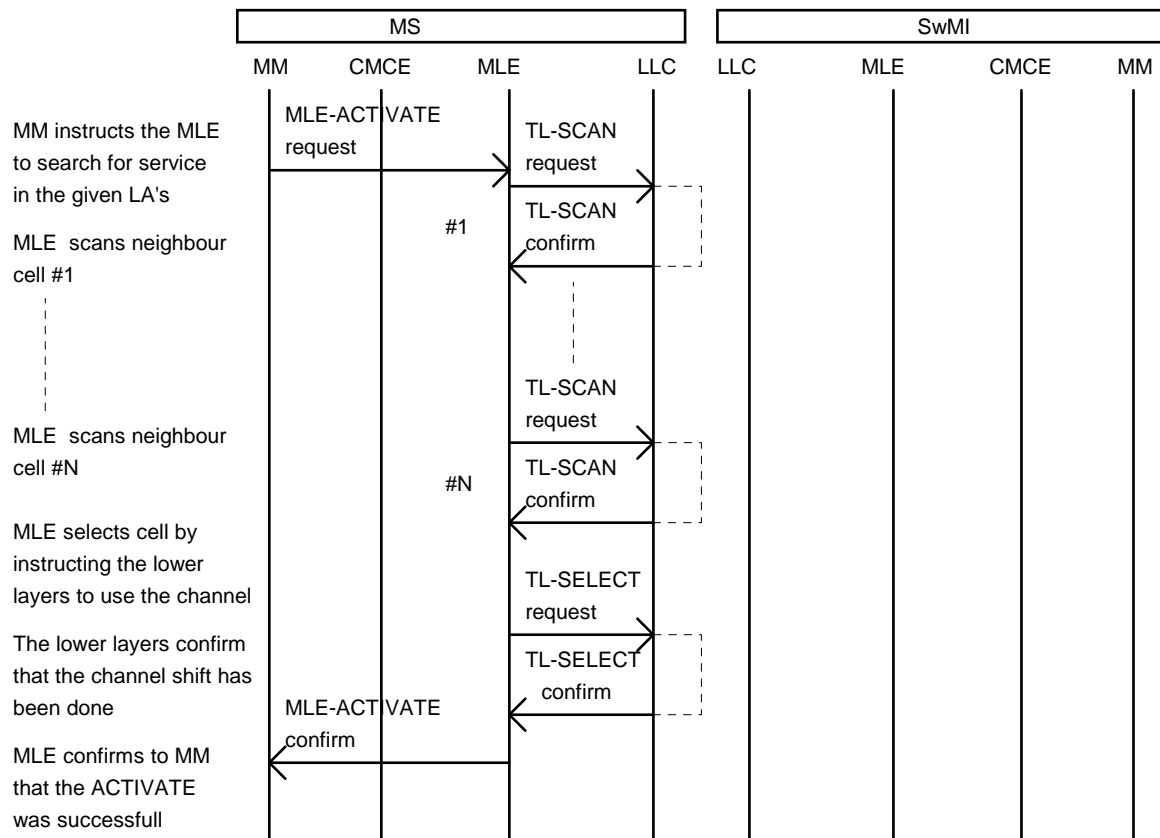 MS
SwMI
MM CMCE MLE LLC LLC MLE CMCE MM
MM instructs the MLE
to search for service
in the given LA's
MLE-ACTIVATE
request
TL-SCAN
request
#1
TL-SCAN
confirm
MLE scans neighbour
cell #1
MLE scans neighbour
cell #N
TL-SCAN
request
#N
TL-SCAN
confirm
MLE selects cell by
instructing the lower
layers to use the channel
TL-SELECT
request
The lower layers confirm
that the channel shift has
been done
TL-SELECT
confirm
MLE-ACTIVATE
confirm
MLE confirms to MM
that the ACTIVATE
was successfull